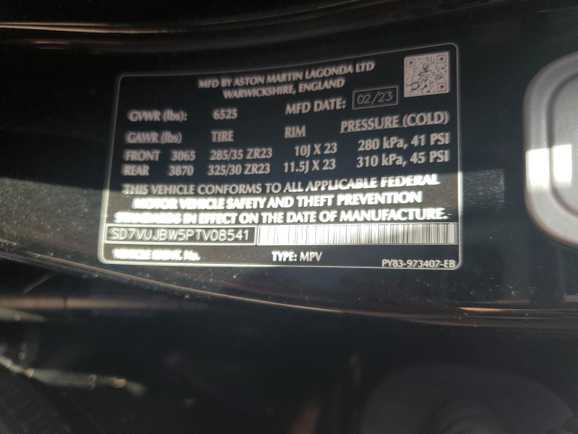 MFD BY ASTON MARTIN LAGONDA LTD
WARWICKSHIRE, ENGLAND
GVWR (lbs): 6525 MFD DATE: 02/23
GAWR (lbs) TIRE RIM PRESSURE (COLD)
FRONT 3065 285/35 ZR23 10J X 23 280 kPa, 41 PSI
REAR 3870 325/30 ZR23 11.5J X 23 310 kPa, 45 PSI
THIS VEHICLE CONFORMS TO ALL APPLICABLE FEDERAL
MOTOR VEHICLE SAFETY AND THEFT PREVENTION
STANDARDS IN EFFECT ON THE DATE OF MANUFACTURE.
SD7VUJBW5PTV08541
VEHICLE IDENT. No. TYPE: MPV PY83-973407-EB